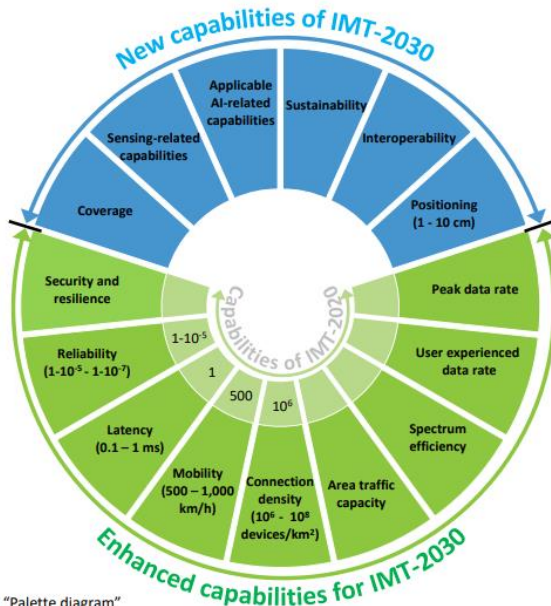 New capabilities of IMT-2030
Coverage
Sensing-related
capabilities
Applicable
AI-related
capabilities
Sustainability
Interoperability
Positioning
(1 - 10 cm)
Security and
resilience
Reliability
(1-10⁻⁵ - 1-10⁻⁷)
Latency
(0.1 – 1 ms)
Mobility
(500 – 1,000
km/h)
Connection
density
(10⁶ - 10⁸
devices/km²)
Area traffic
capacity
Spectrum
efficiency
User experienced
data rate
Peak data rate
Capabilities of IMT-2020
1-10⁻⁵
1
500
10⁶
Enhanced capabilities for IMT-2030
“Palette diagram”